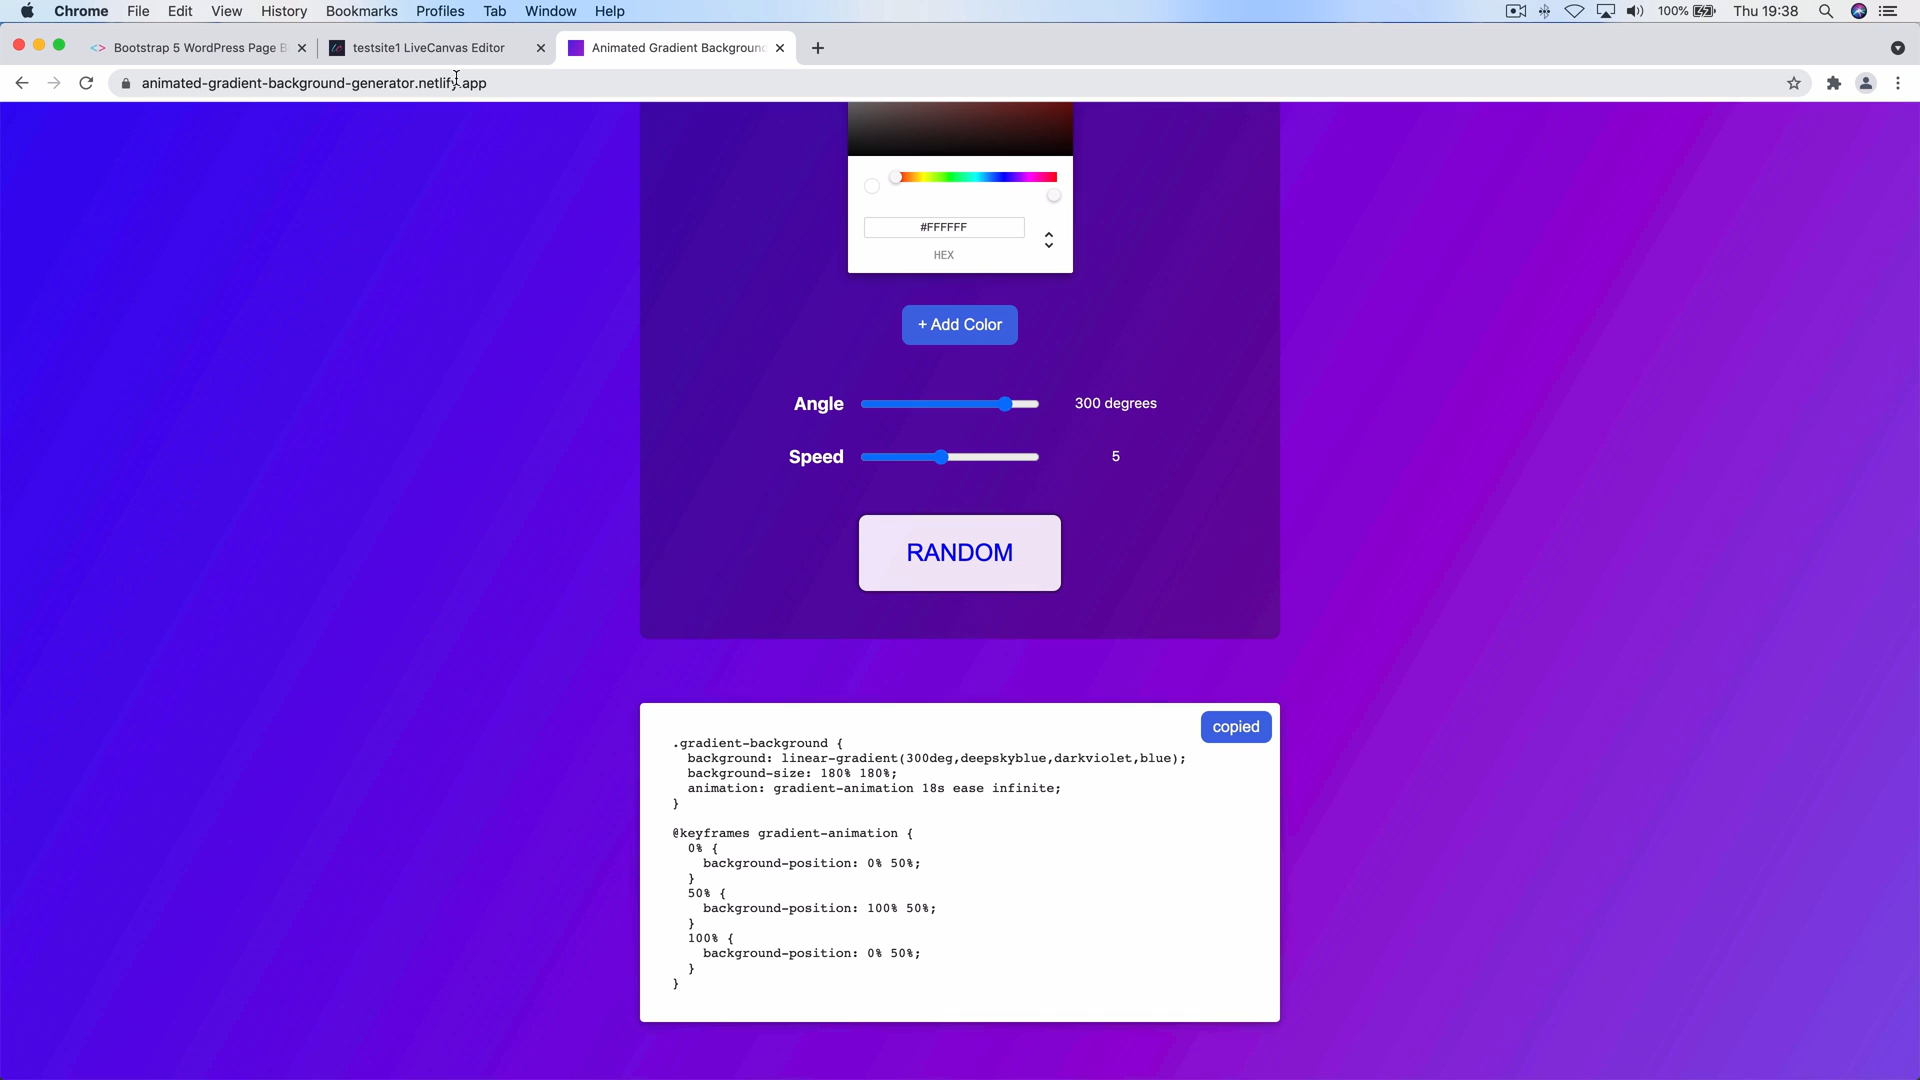 Chrome File Edit View History Bookmarks Profiles Tab Window Help 100% Thu 19:38
Bootstrap 5 WordPress Page B testsite1 LiveCanvas Editor Animated Gradient Background
animated-gradient-background-generator.netlify.app
#FFFFFF
HEX
+ Add Color
Angle 300 degrees
Speed 5
RANDOM
copied
.gradient-background {
background: linear-gradient(300deg,deepskyblue,darkviolet,blue);
background-size: 180% 180%;
animation: gradient-animation 18s ease infinite;
}
@keyframes gradient-animation {
0% {
background-position: 0% 50%;
}
50% {
background-position: 100% 50%;
}
100% {
background-position: 0% 50%;
}
}